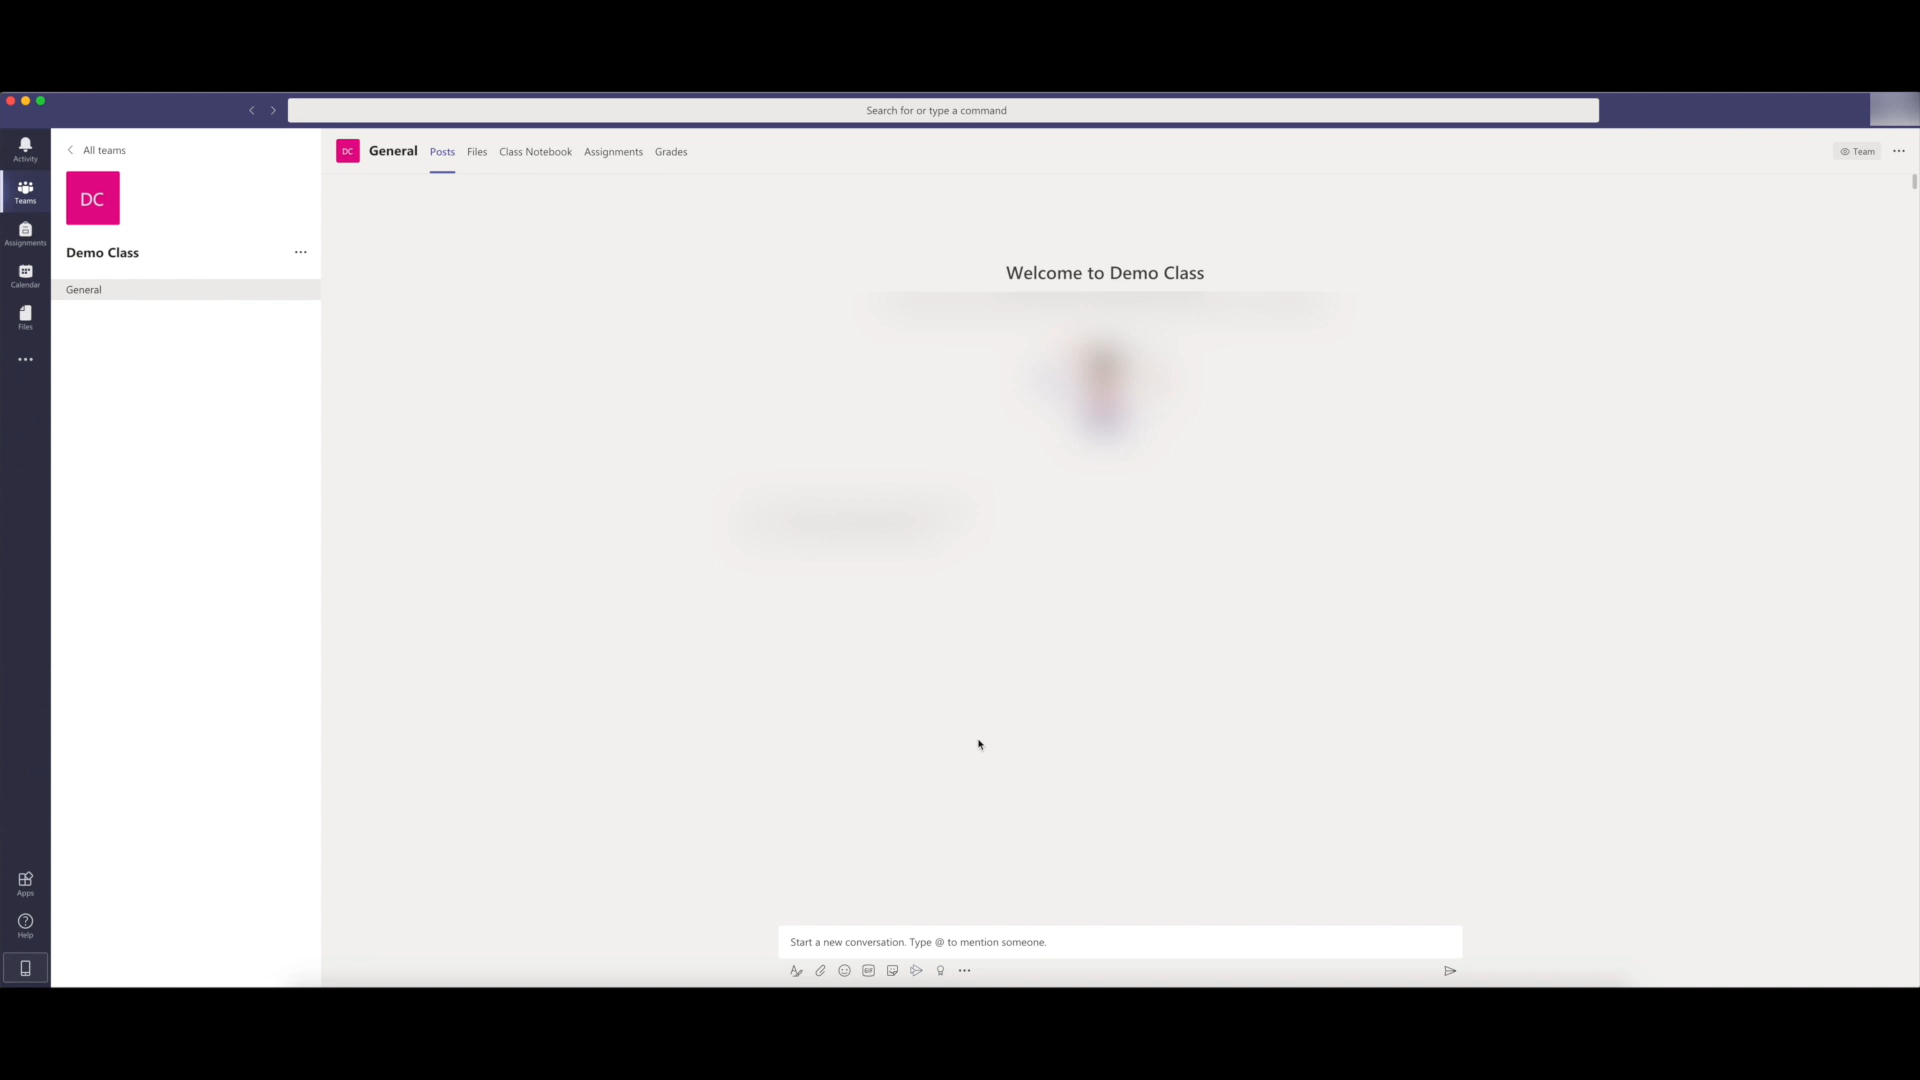 Search for or type a command
Activity
Teams
Assignments
Calendar
Files
Apps
Help
All teams
DC
Demo Class
General
DC General Posts Files Class Notebook Assignments Grades
Team
Welcome to Demo Class
Start a new conversation. Type @ to mention someone.
GIF